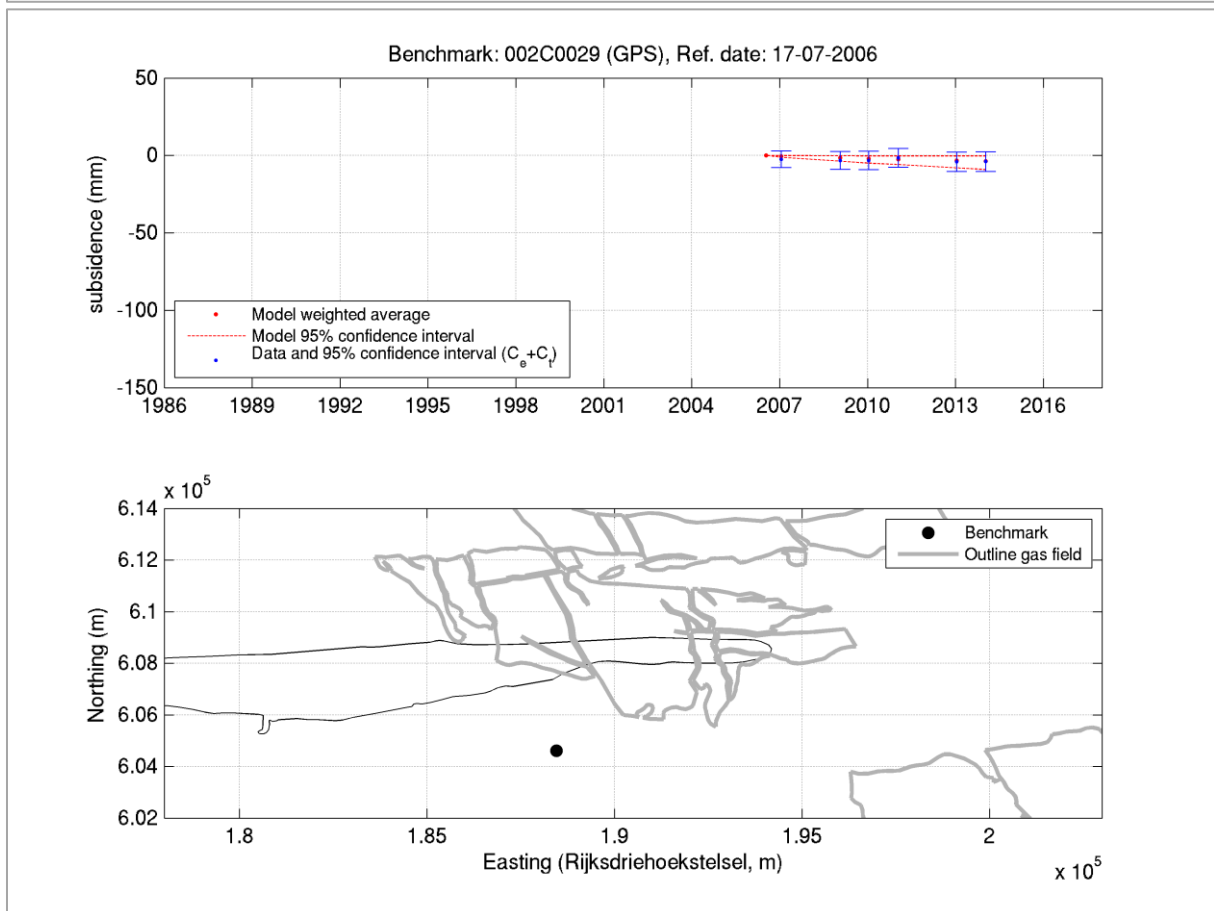 Benchmark: 002C0029 (GPS), Ref. date: 17-07-2006
50
0
-50
-100
-150
subsidence (mm)
Model weighted average
Model 95% confidence interval
Data and 95% confidence interval (C_e+C_t)
1986 1989 1992 1995 1998 2001 2004 2007 2010 2013 2016
x 10^5
6.14
6.12
6.1
6.08
6.06
6.04
6.02
Northing (m)
Benchmark
Outline gas field
1.8 1.85 1.9 1.95 2
Easting (Rijksdriehoekstelsel, m)
x 10^5